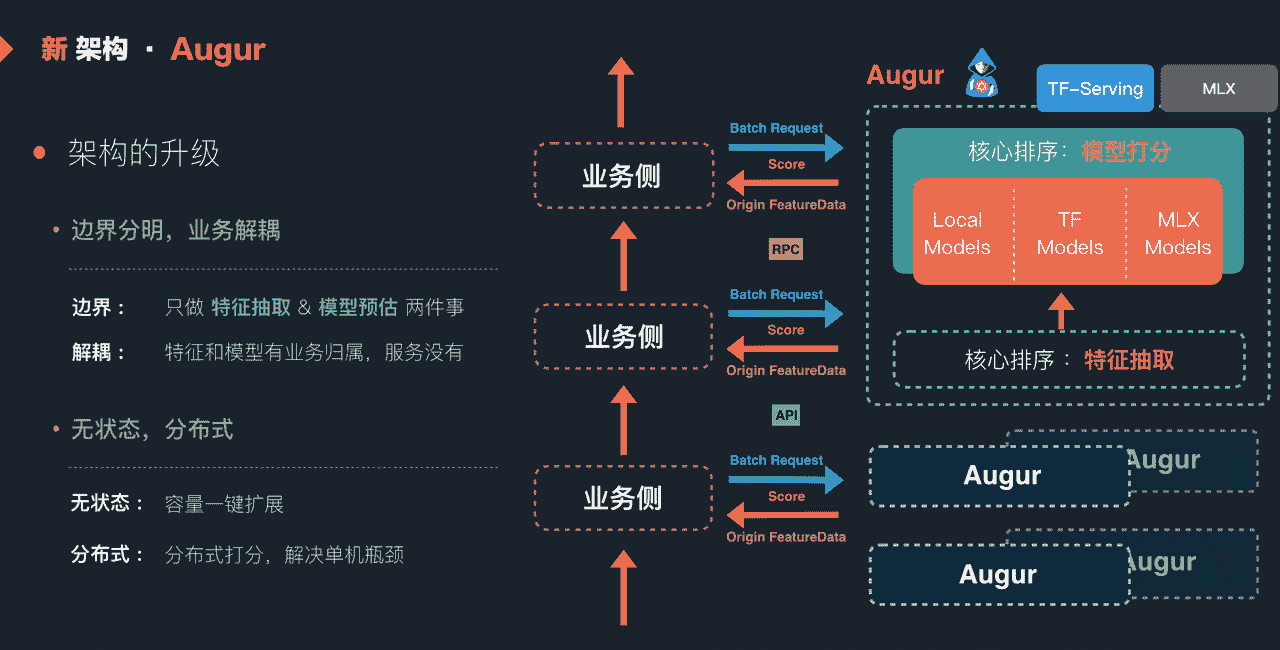 新 架构 · Augur
架构的升级
边界分明，业务解耦
边界： 只做 特征抽取 & 模型预估 两件事
解耦： 特征和模型有业务归属，服务没有
无状态，分布式
无状态： 容量一键扩展
分布式： 分布式打分，解决单机瓶颈
业务侧
Batch Request
Score
Origin FeatureData
RPC
业务侧
Batch Request
Score
Origin FeatureData
API
业务侧
Batch Request
Score
Origin FeatureData
Augur
TF-Serving
MLX
核心排序：模型打分
Local Models
TF Models
MLX Models
核心排序：特征抽取
Augur
Augur
Augur
Augur